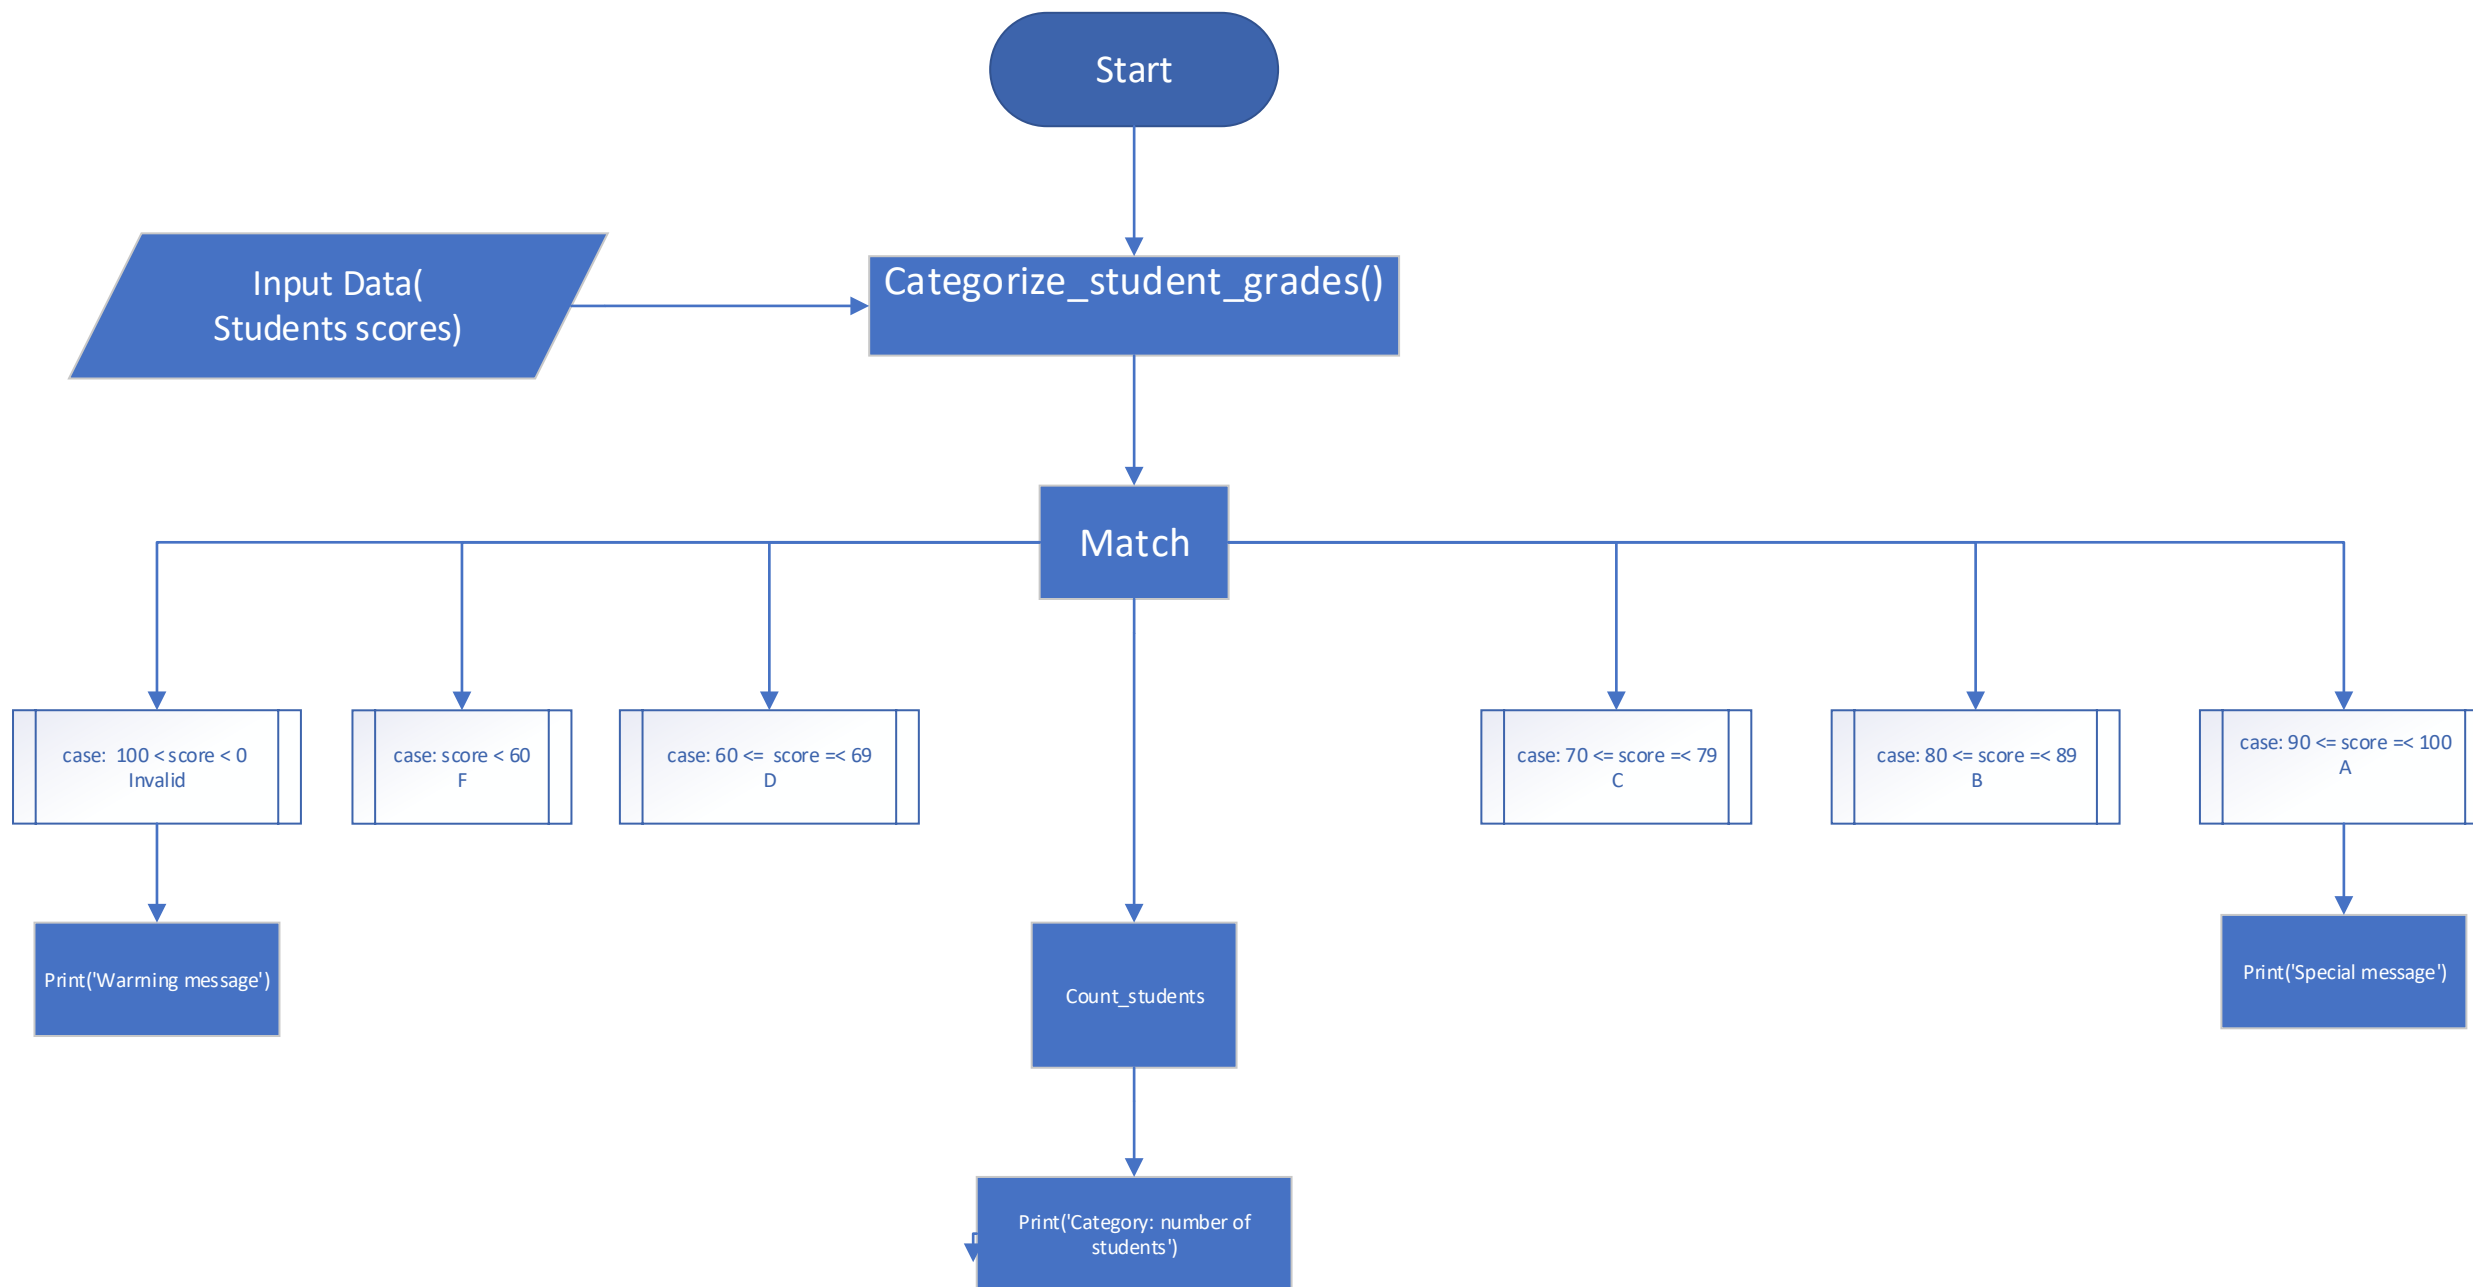 Start
Input Data(
Students scores)
Categorize_student_grades()
Match
case:  100 < score < 0
Invalid
case: score < 60
F
case: 60 <=  score =< 69
D
case: 70 <= score =< 79
C
case: 80 <= score =< 89
B
case: 90 <= score =< 100
A
Print('Warming message')
Count_students
Print('Special message')
Print('Category: number of
students')